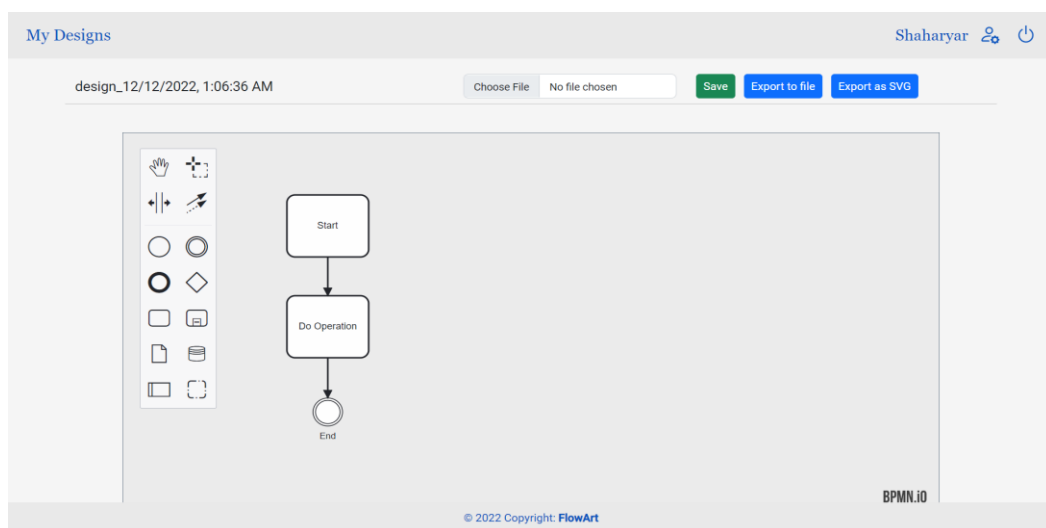 My Designs
Shaharyar
design_12/12/2022, 1:06:36 AM
Choose File No file chosen
Save
Export to file
Export as SVG
Start
Do Operation
End
BPMN.iO
© 2022 Copyright: FlowArt